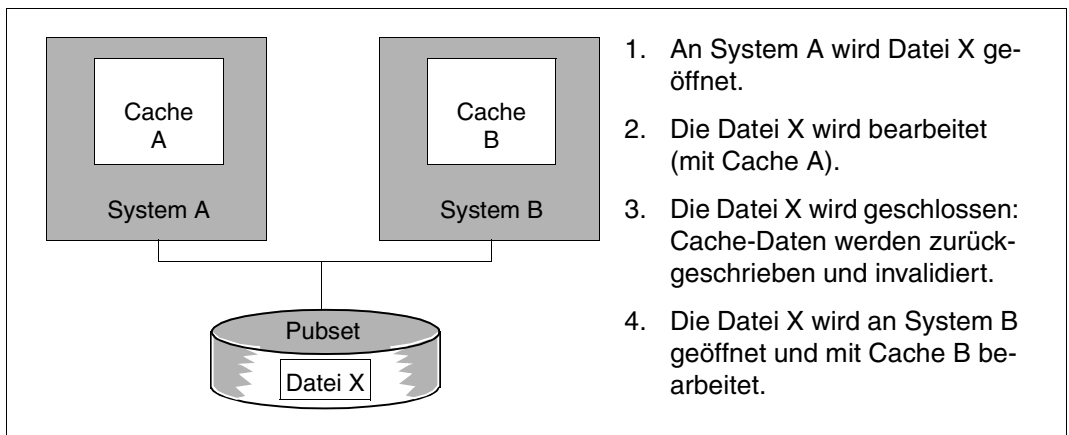 Cache
A
System A
Cache
B
System B
Pubset
Datei X
1. An System A wird Datei X ge-
öffnet.
2. Die Datei X wird bearbeitet
(mit Cache A).
3. Die Datei X wird geschlossen:
Cache-Daten werden zurück-
geschrieben und invalidiert.
4. Die Datei X wird an System B
geöffnet und mit Cache B be-
arbeitet.